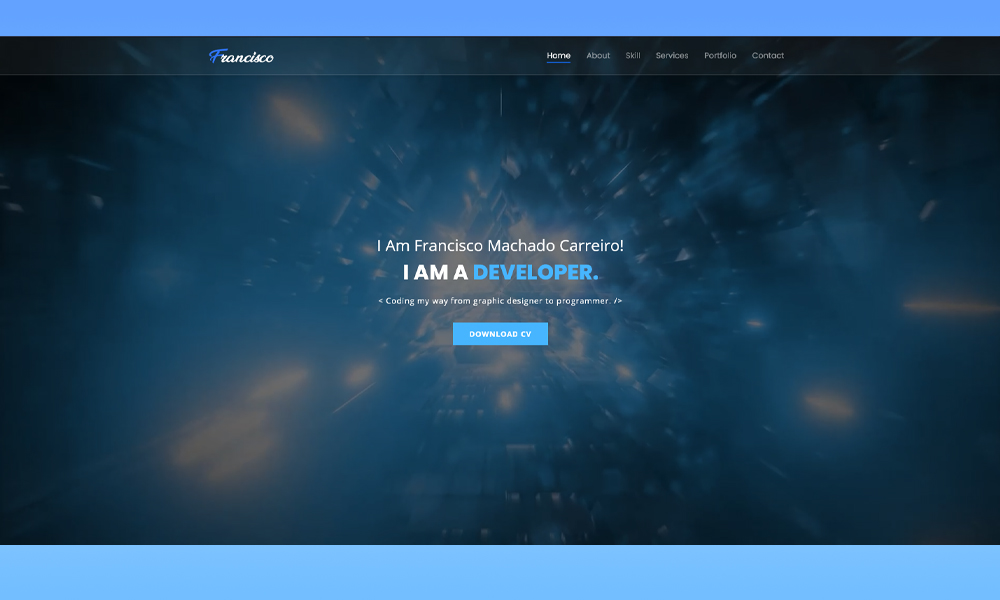 Francisco
Home About Skill Services Portfolio Contact
I Am Francisco Machado Carreiro!
I AM A DEVELOPER.
< Coding my way from graphic designer to programmer. />
DOWNLOAD CV